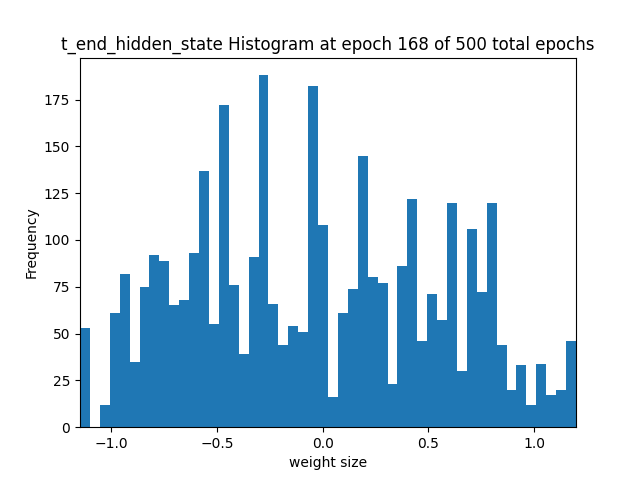 t_end_hidden_state Histogram at epoch 168 of 500 total epochs
175
150
125
100
75
50
25
0
Frequency
−1.0 −0.5 0.0 0.5 1.0
weight size